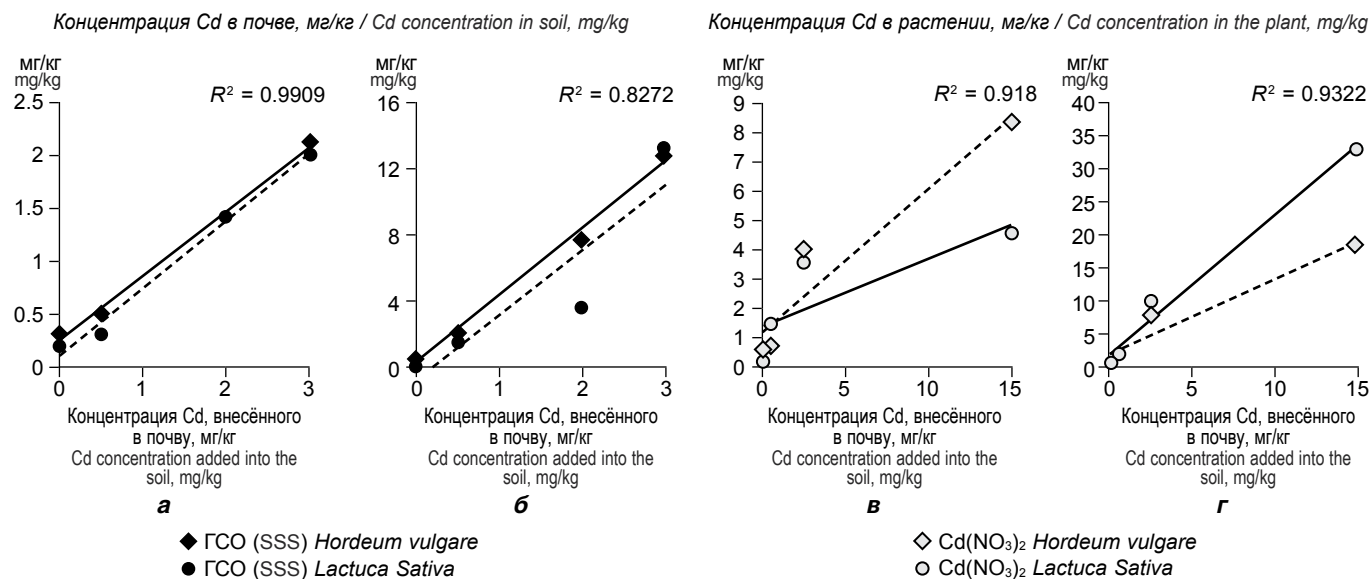 Концентрация Cd в почве, мг/кг / Cd concentration in soil, mg/kg
Концентрация Cd в растении, мг/кг / Cd concentration in the plant, mg/kg
мг/кг
mg/kg
R² = 0.9909
2.5
2
1.5
1
0.5
0
0
1
2
3
Концентрация Cd, внесённого
в почву, мг/кг
Cd concentration added into the
soil, mg/kg
а
мг/кг
mg/kg
R² = 0.8272
16
12
8
4
0
0
1
2
3
Концентрация Cd, внесённого
в почву, мг/кг
Cd concentration added into the
soil, mg/kg
б
мг/кг
mg/kg
R² = 0.918
9
8
7
6
5
4
3
2
1
0
0
5
10
15
Концентрация Cd, внесённого
в почву, мг/кг
Cd concentration added into the
soil, mg/kg
в
мг/кг
mg/kg
R² = 0.9322
40
35
30
25
20
15
10
5
0
0
5
10
15
Концентрация Cd, внесённого
в почву, мг/кг
Cd concentration added into the
soil, mg/kg
г
ГСО (SSS) Hordeum vulgare
ГСО (SSS) Lactuca Sativa
Cd(NO₃)₂ Hordeum vulgare
Cd(NO₃)₂ Lactuca Sativa